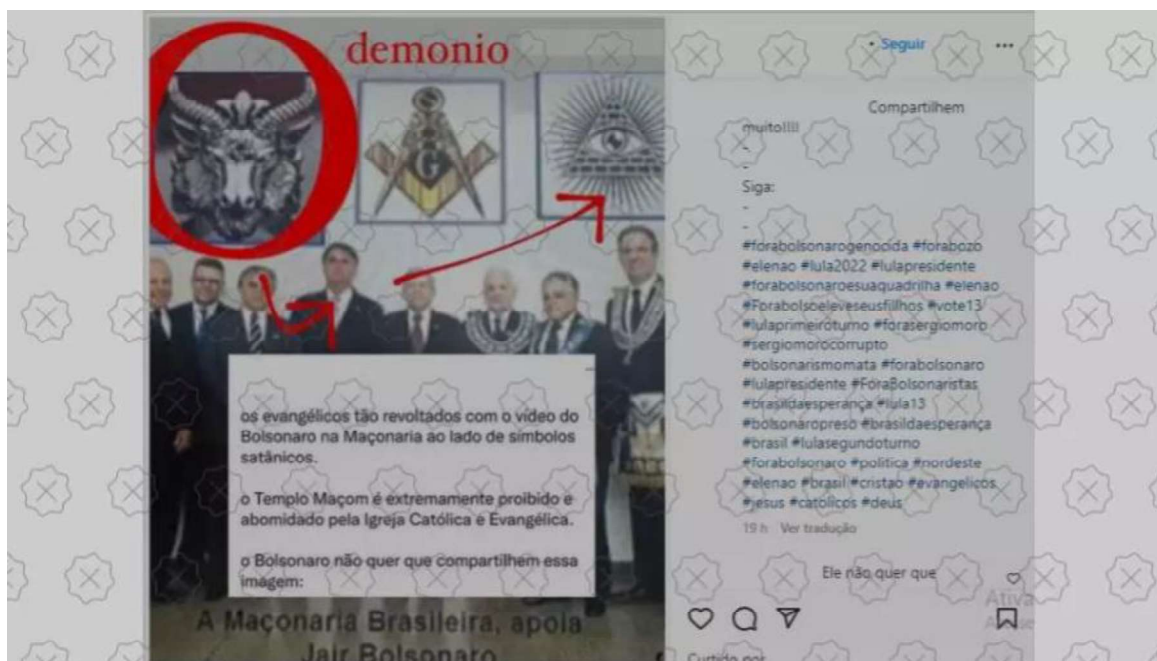 O demonio
G
os evangélicos tão revoltados com o vídeo do
Bolsonaro na Maçonaria ao lado de símbolos
satânicos.
o Templo Maçom é extremamente proibido e
abomidado pela Igreja Católica e Evangélica.
o Bolsonaro não quer que compartilhem essa
imagem:
A Maçonaria Brasileira, apoia
Jair Bolsonaro
• Seguir
Compartilhem
muito!!!!
-
-
Siga:
-
-
#forabolsonarogenocida #forabozo
#elenao #lula2022 #lulapresidente
#forabolsonaroesuaquadrilha #elenao
#Forabolsoeleveseusfilhos #vote13
#lulaprimeiroturno #forasergiomoro
#sergiomorocorrupto
#bolsonarismomata #forabolsonaro
#lulapresidente #ForaBolsonaristas
#brasildaesperança #lula13
#bolsonaropreso #brasildaesperança
#brasil #lulasegundoturno
#forabolsonaro #politica #nordeste
#elenao #brasil #cristao #evangelicos
#jesus #catolicos #deus
19 h Ver tradução
Ele não quer que
Curtido por